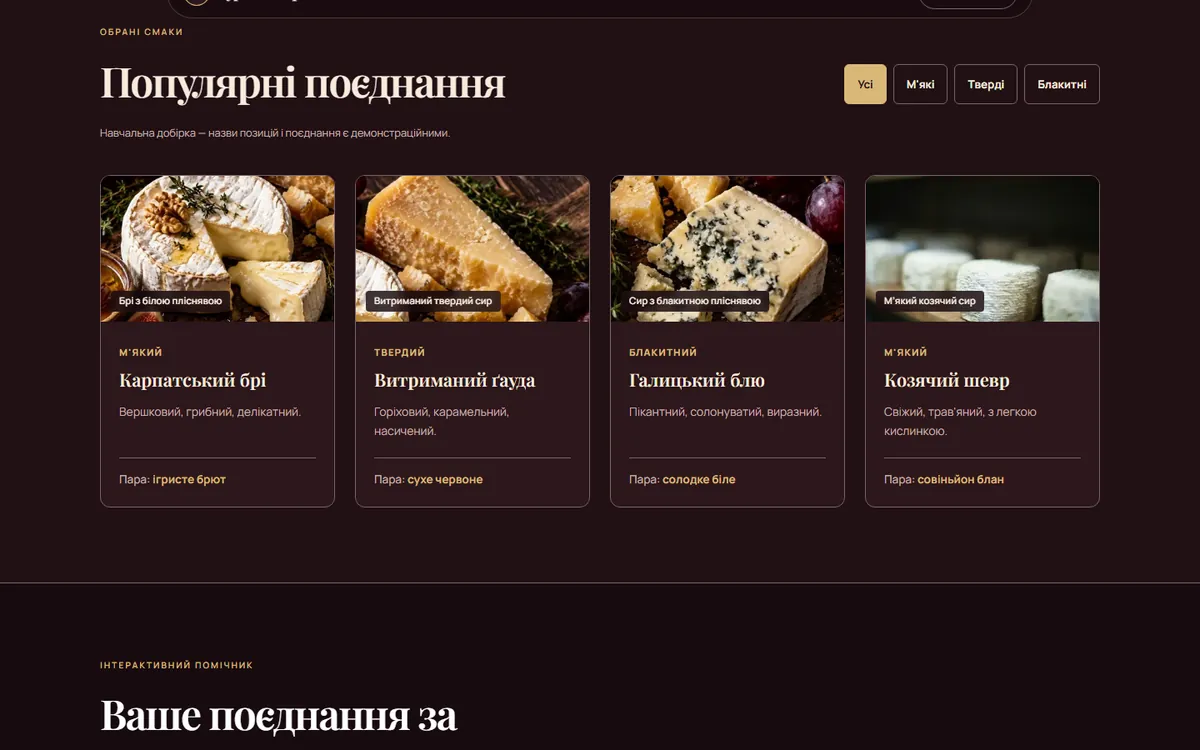 ОБРАНІ СМАКИ
Популярні поєднання
Усі
М'які
Тверді
Блакитні
Навчальна добірка — назви позицій і поєднання є демонстраційними.
Брі з білою пліснявою
М'ЯКИЙ
Карпатський брі
Вершковий, грибний, делікатний.
Пара: ігристе брют
Витриманий твердий сир
ТВЕРДИЙ
Витриманий ґауда
Горіховий, карамельний,
насичений.
Пара: сухе червоне
Сир з блакитною пліснявою
БЛАКИТНИЙ
Галицький блю
Пікантний, солонуватий, виразний.
Пара: солодке біле
М'який козячий сир
М'ЯКИЙ
Козячий шевр
Свіжий, трав'яний, з легкою
кислинкою.
Пара: совіньйон блан
ІНТЕРАКТИВНИЙ ПОМІЧНИК
Ваше поєднання за